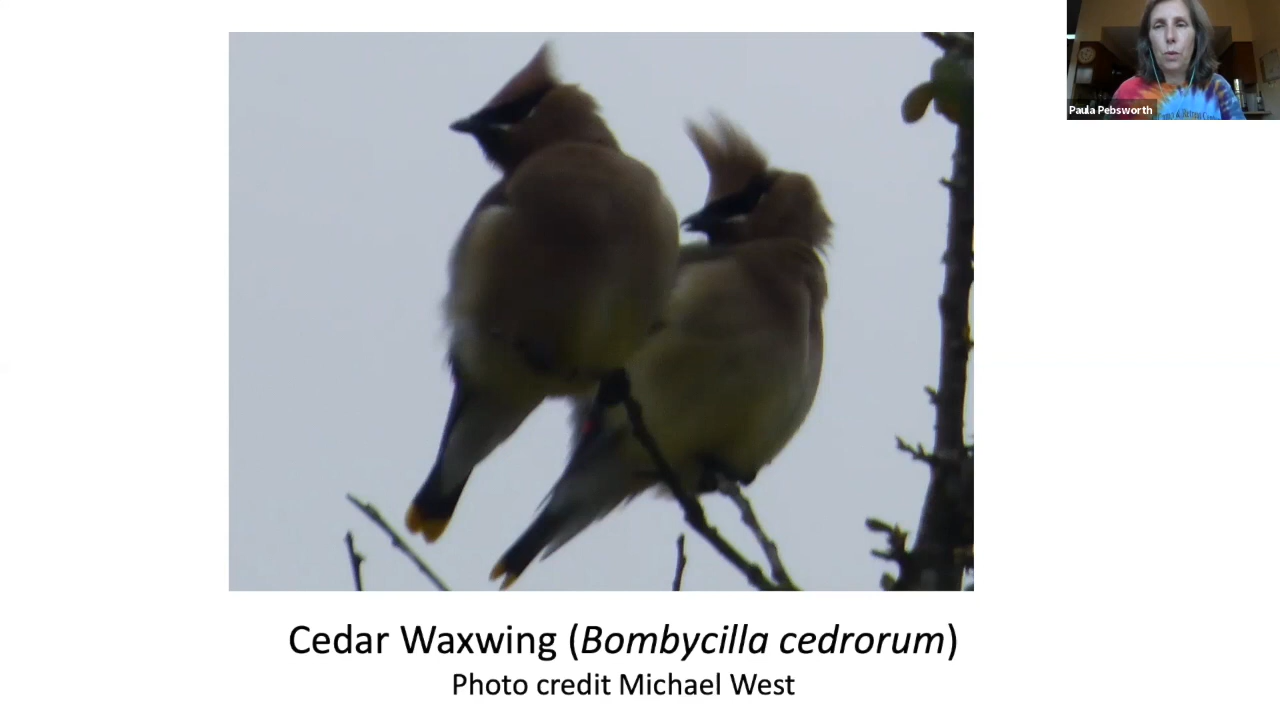 Paula Pebsworth
Cedar Waxwing (Bombycilla cedrorum)
Photo credit Michael West